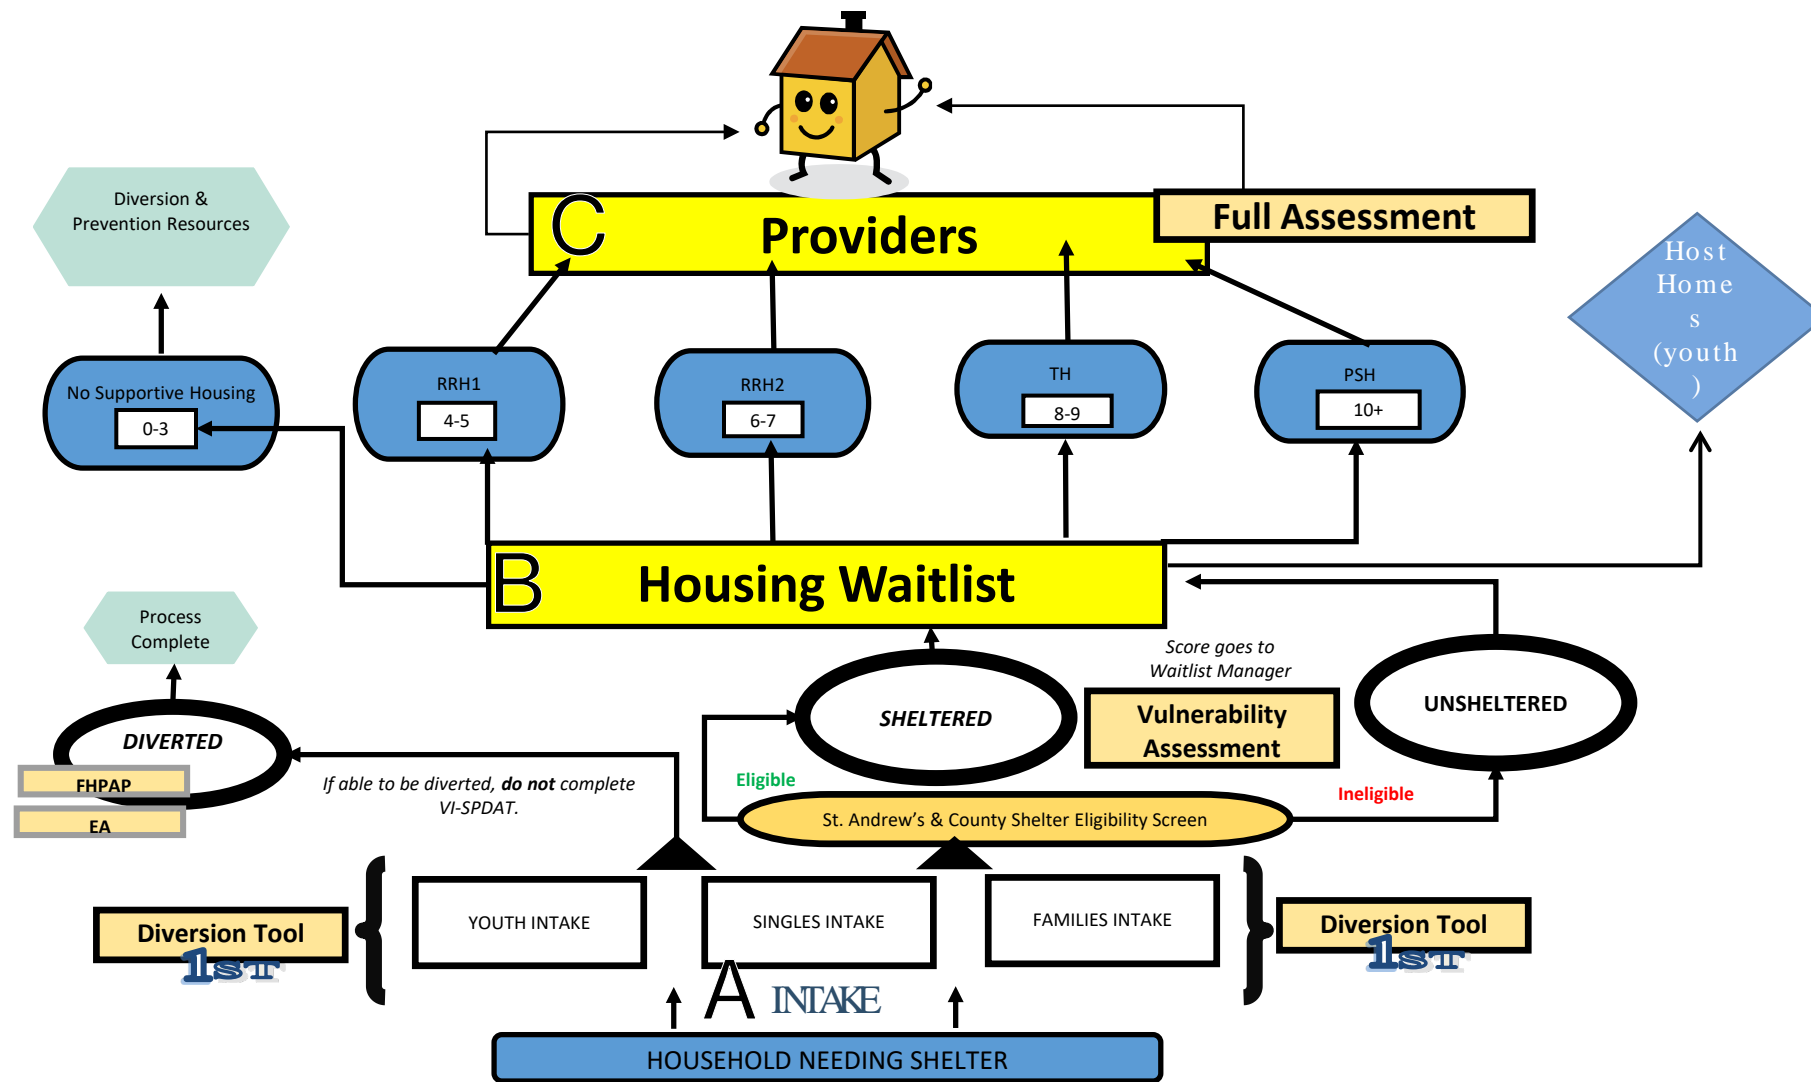 Diversion &
Prevention Resources
C
Providers
Full Assessment
Host
Home
s
(youth
)
No Supportive Housing
0-3
RRH1
4-5
RRH2
6-7
TH
8-9
PSH
10+
B
Housing Waitlist
Process
Complete
Score goes to
Waitlist Manager
DIVERTED
FHPAP
EA
If able to be diverted, do not complete
VI-SPDAT.
SHELTERED
Vulnerability
Assessment
UNSHELTERED
Eligible
Ineligible
St. Andrew's & County Shelter Eligibility Screen
Diversion Tool
1ST
YOUTH INTAKE
SINGLES INTAKE
FAMILIES INTAKE
Diversion Tool
1ST
A
INTAKE
HOUSEHOLD NEEDING SHELTER